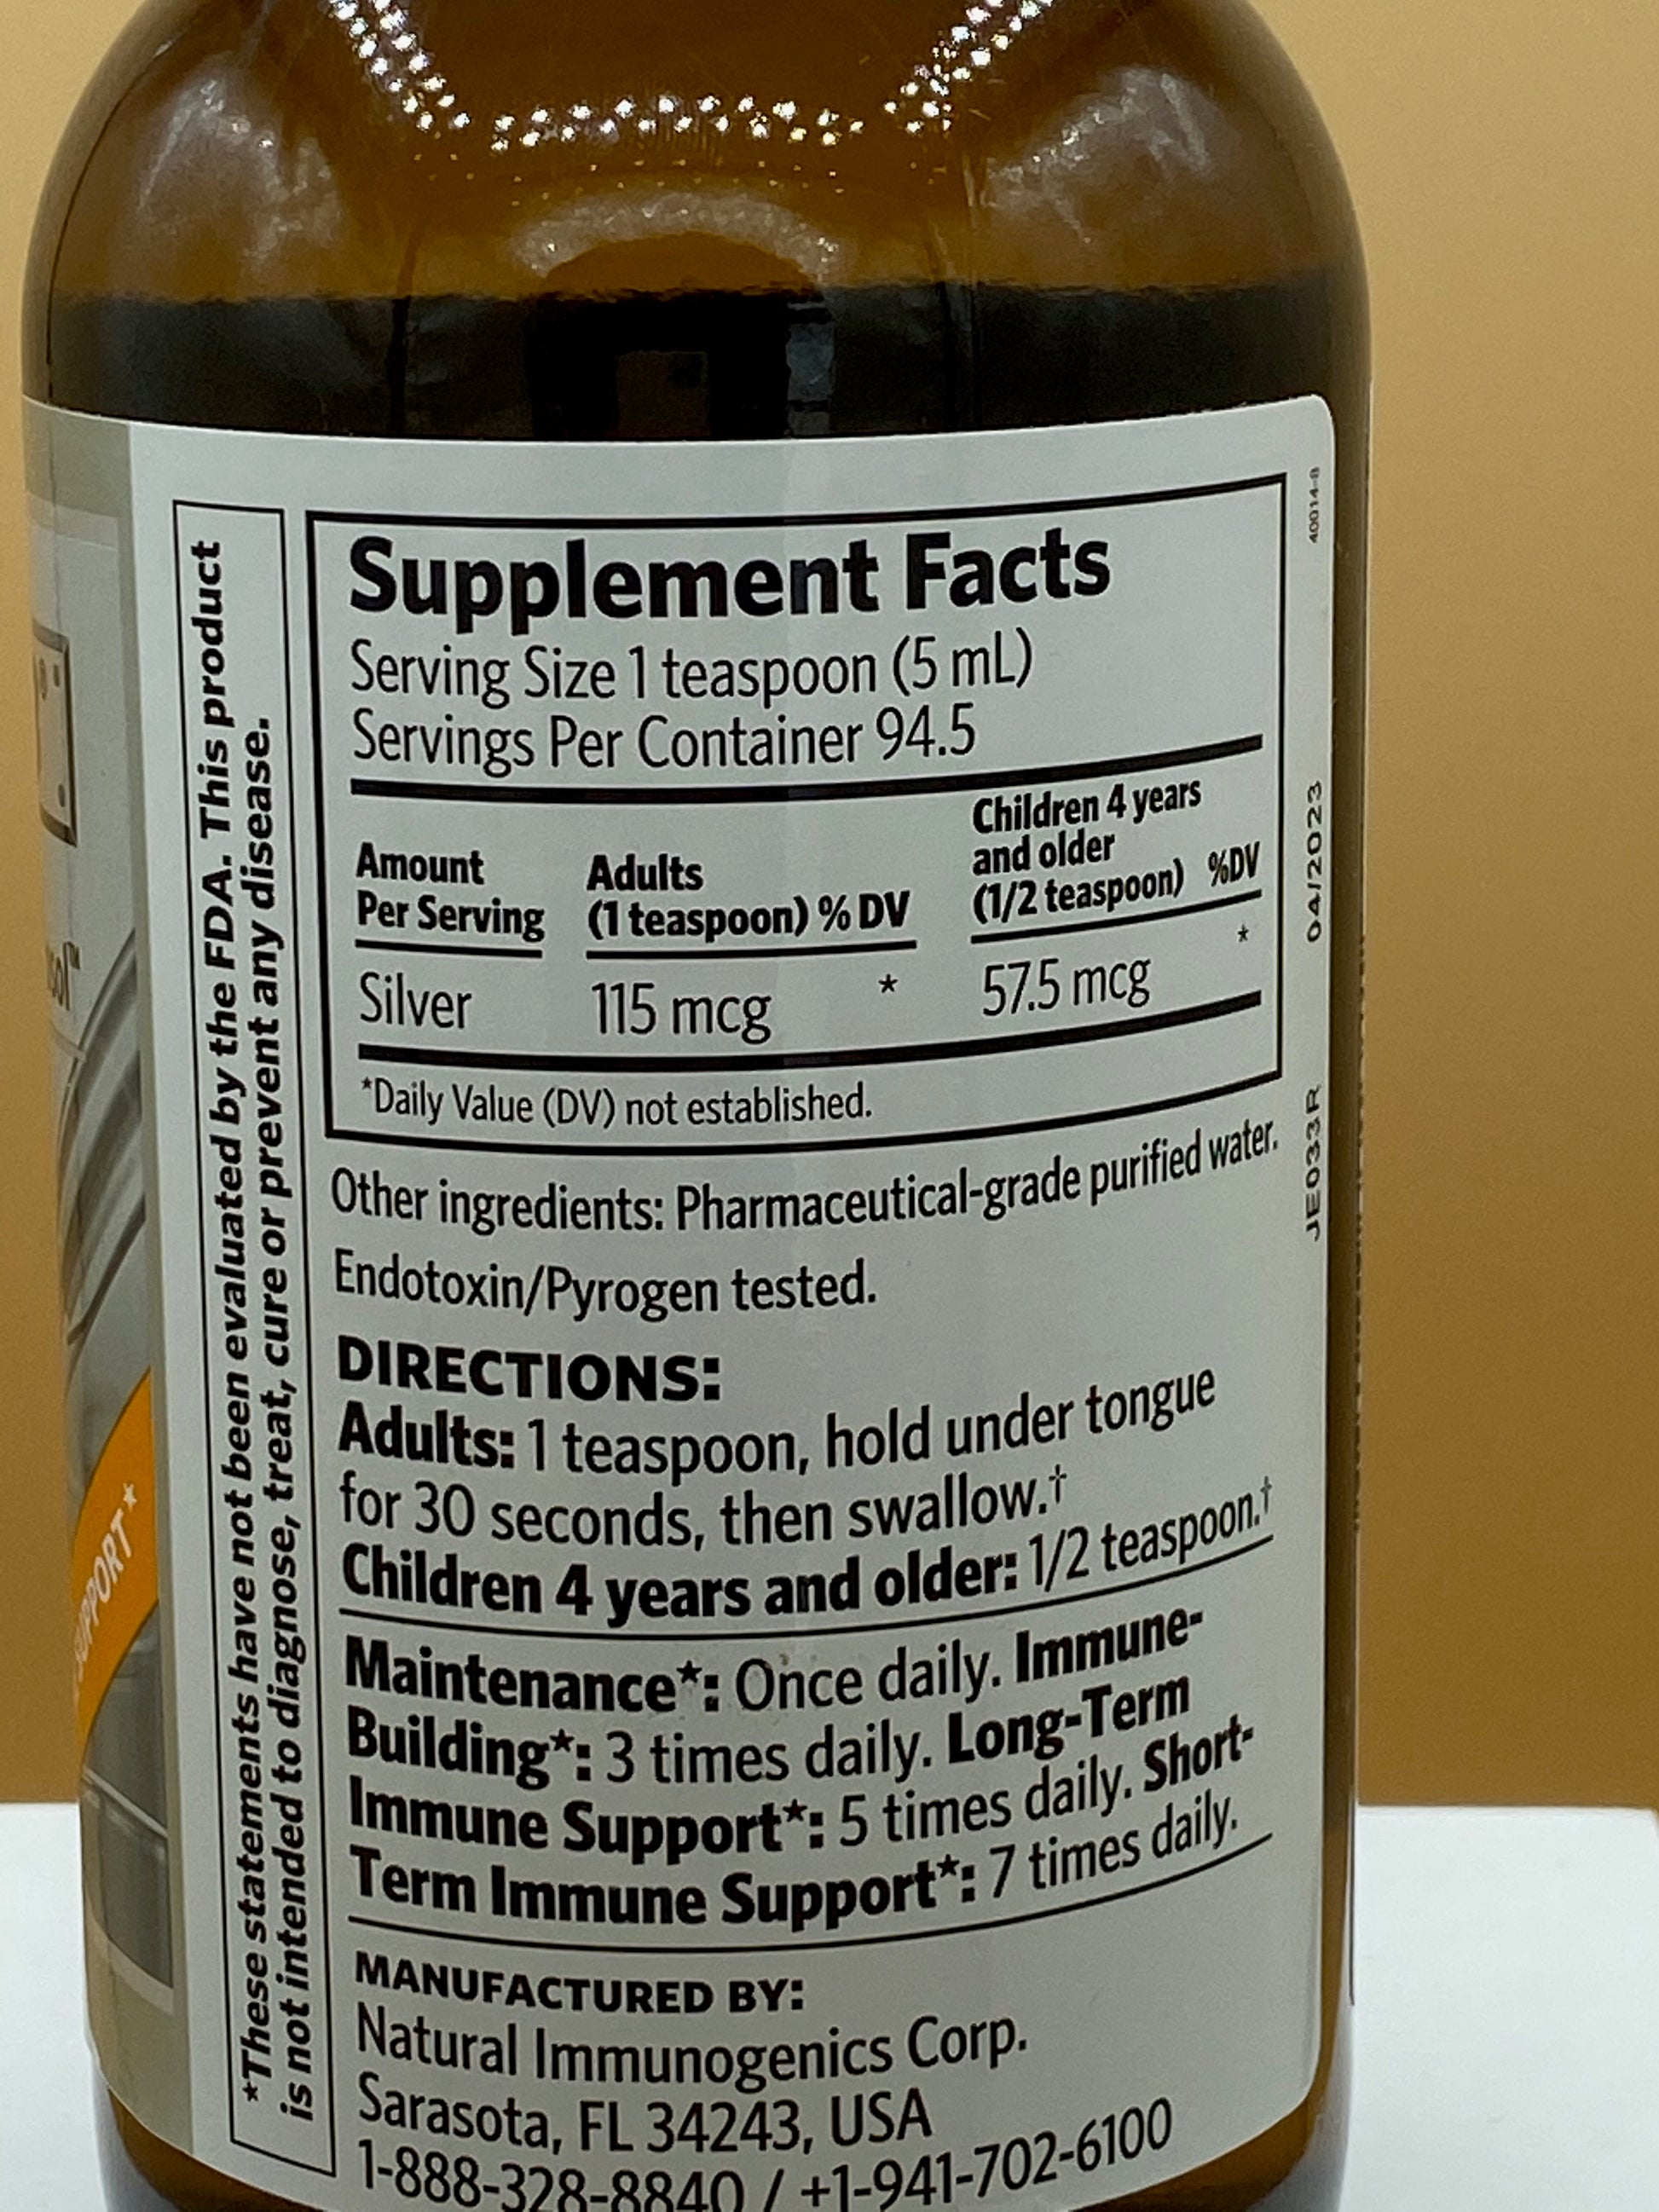 *These statements have not been evaluated by the FDA. This product
is not intended to diagnose, treat, cure or prevent any disease.
Supplement Facts
Serving Size 1 teaspoon (5 mL)
Servings Per Container 94.5
Amount
Per Serving
Adults
(1 teaspoon) % DV
Children 4 years
and older
(1/2 teaspoon) %DV
Silver 115 mcg * 57.5 mcg *
*Daily Value (DV) not established.
Other ingredients: Pharmaceutical-grade purified water.
Endotoxin/Pyrogen tested.
DIRECTIONS:
Adults: 1 teaspoon, hold under tongue
for 30 seconds, then swallow.†
Children 4 years and older: 1/2 teaspoon.†
Maintenance*: Once daily. Immune-
Building*: 3 times daily. Long-Term
Immune Support*: 5 times daily. Short-
Term Immune Support*: 7 times daily.
MANUFACTURED BY:
Natural Immunogenics Corp.
Sarasota, FL 34243, USA
1-888-328-8840 / +1-941-702-6100
40014-8
04/2023
JE033R
SUPPORT*